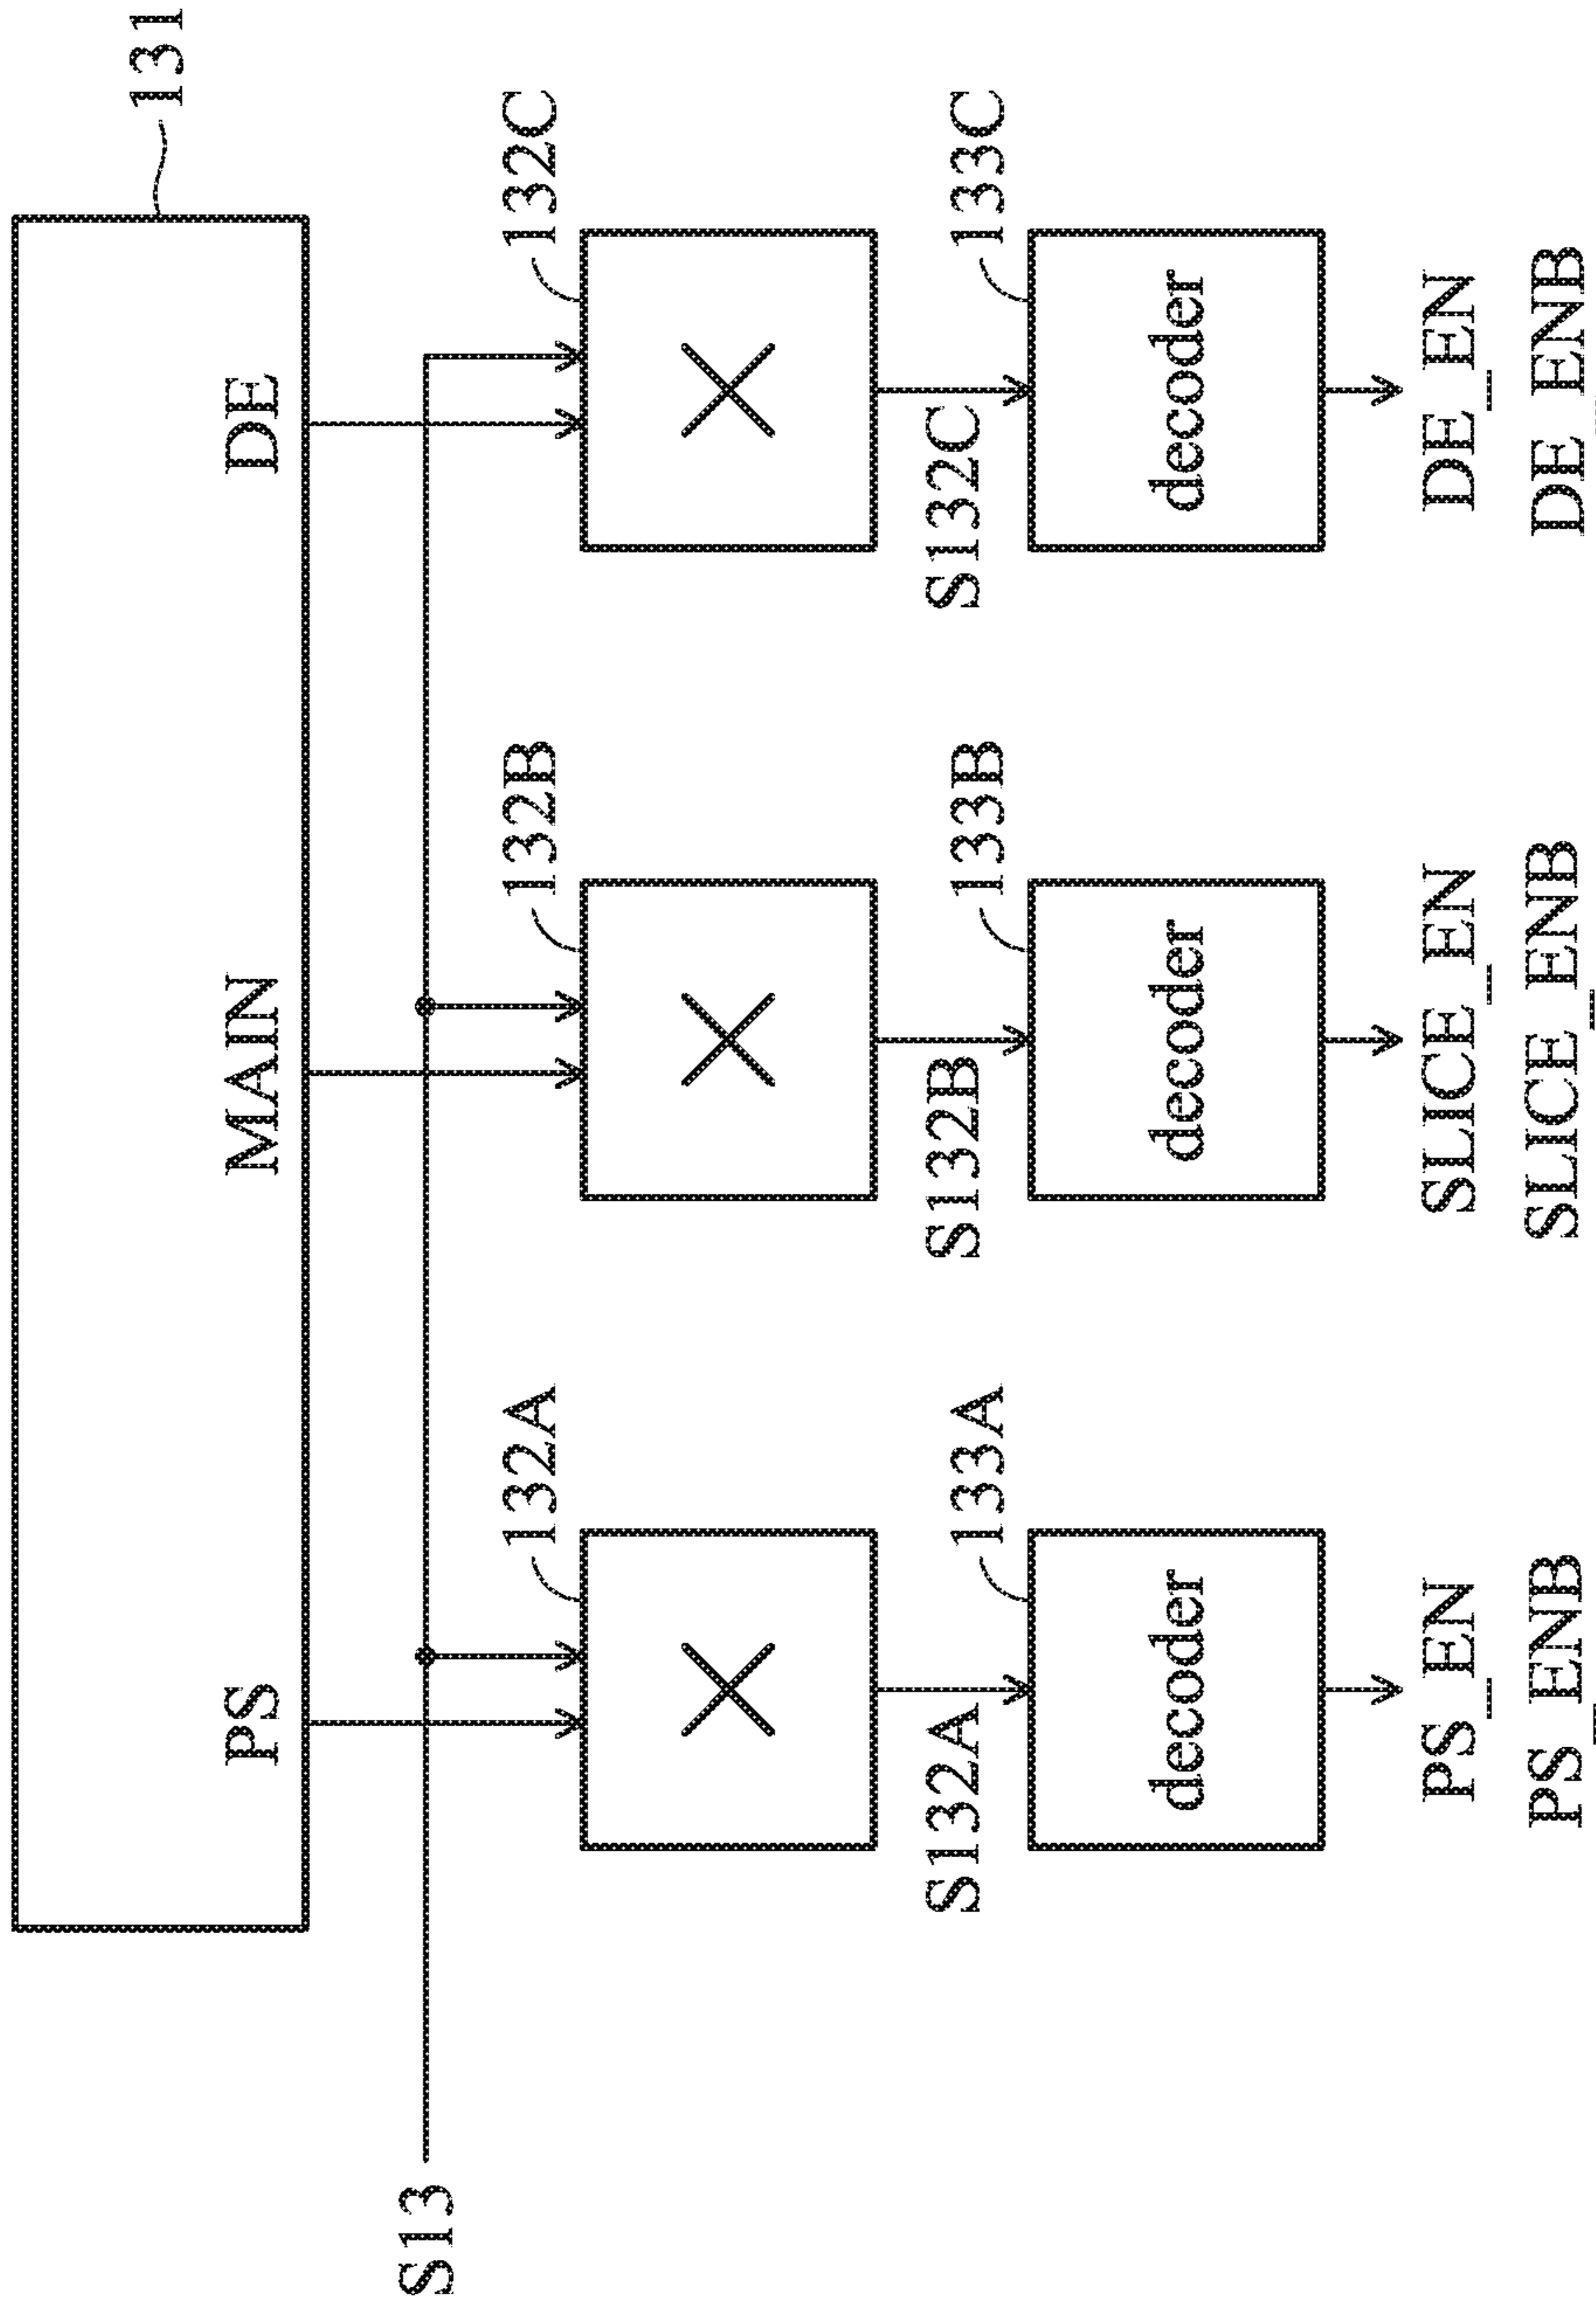 131
PS MAIN DE
S13
132A 132B 132C
S132A S132B S132C
133A 133B 133C
decoder decoder decoder
PS_EN SLICE_EN DE_EN
PS_ENB SLICE_ENB DE_ENB